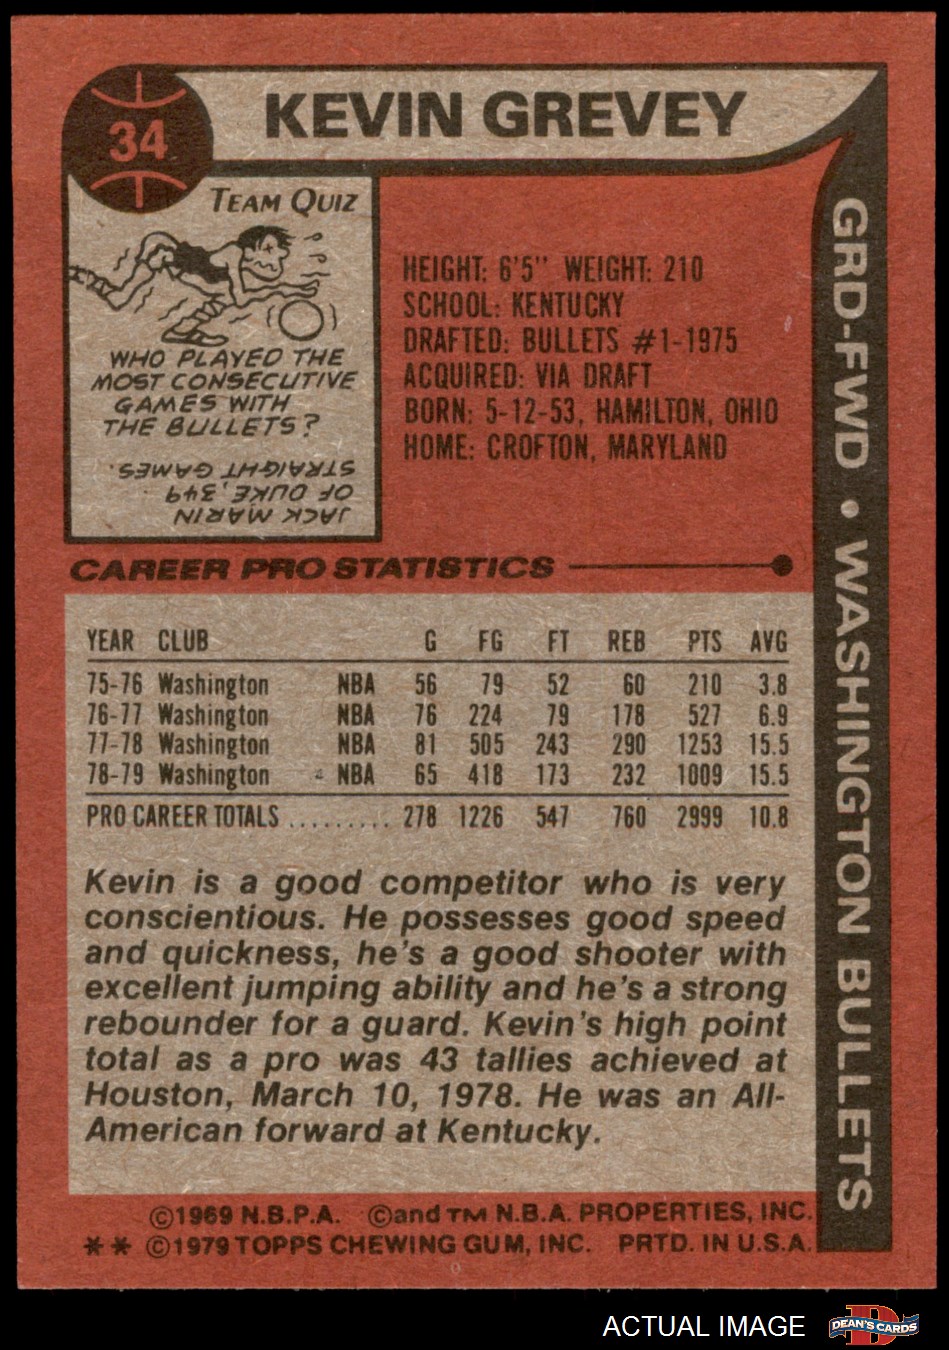 34
KEVIN GREVEY
TEAM QUIZ
WHO PLAYED THE
MOST CONSECUTIVE
GAMES WITH
THE BULLETS?
JACK MARIN
OF DUKE, 349
STRAIGHT GAMES.
HEIGHT: 6'5" WEIGHT: 210
SCHOOL: KENTUCKY
DRAFTED: BULLETS #1-1975
ACQUIRED: VIA DRAFT
BORN: 5-12-53, HAMILTON, OHIO
HOME: CROFTON, MARYLAND
GRD-FWD • WASHINGTON BULLETS
CAREER PRO STATISTICS
YEAR CLUB G FG FT REB PTS AVG
75-76 Washington NBA 56 79 52 60 210 3.8
76-77 Washington NBA 76 224 79 178 527 6.9
77-78 Washington NBA 81 505 243 290 1253 15.5
78-79 Washington NBA 65 418 173 232 1009 15.5
PRO CAREER TOTALS ......... 278 1226 547 760 2999 10.8
Kevin is a good competitor who is very
conscientious. He possesses good speed
and quickness, he's a good shooter with
excellent jumping ability and he's a strong
rebounder for a guard. Kevin's high point
total as a pro was 43 tallies achieved at
Houston, March 10, 1978. He was an All-
American forward at Kentucky.
©1969 N.B.P.A. ©and TM N.B.A. PROPERTIES, INC.
** ©1979 TOPPS CHEWING GUM, INC. PRTD. IN U.S.A.
ACTUAL IMAGE
DEAN'S CARDS